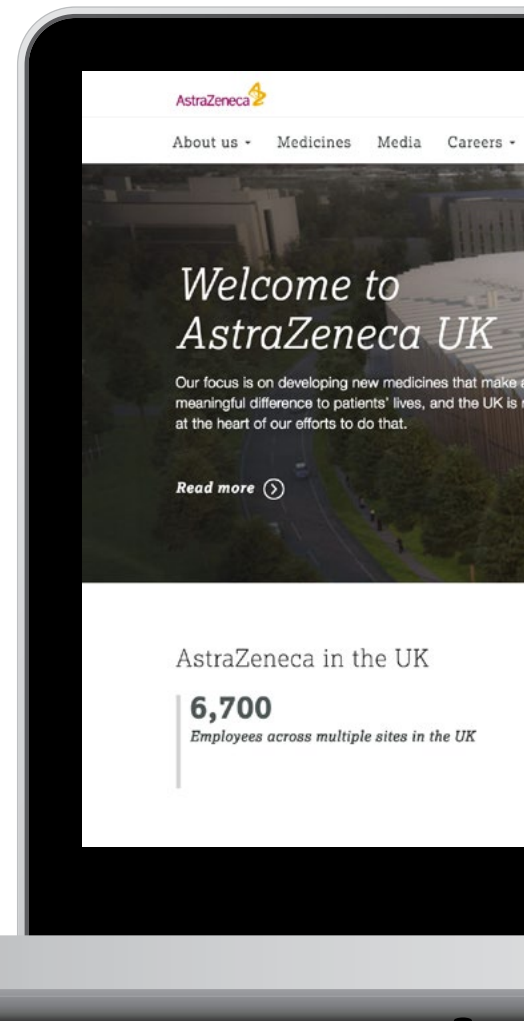 AstraZeneca
About us Medicines Media Careers
Welcome to
AstraZeneca UK
Our focus is on developing new medicines that make
meaningful difference to patients' lives, and the UK is
at the heart of our efforts to do that.
Read more
AstraZeneca in the UK
6,700
Employees across multiple sites in the UK